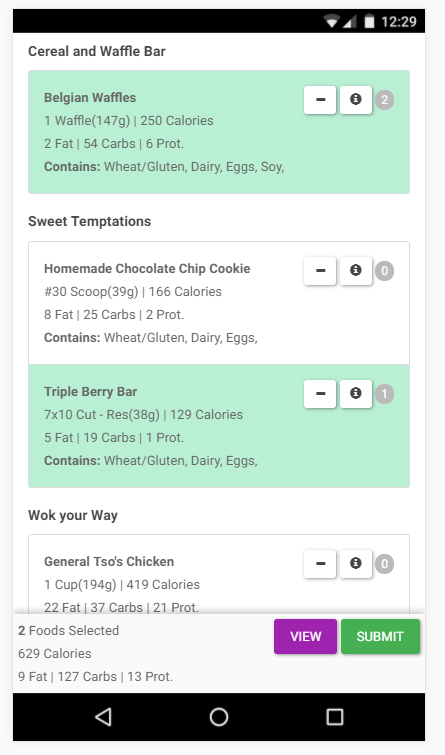 12:29
Cereal and Waffle Bar
Belgian Waffles
2
1 Waffle(147g) | 250 Calories
2 Fat | 54 Carbs | 6 Prot.
Contains: Wheat/Gluten, Dairy, Eggs, Soy,
Sweet Temptations
Homemade Chocolate Chip Cookie
0
#30 Scoop(39g) | 166 Calories
8 Fat | 25 Carbs | 2 Prot.
Contains: Wheat/Gluten, Dairy, Eggs,
Triple Berry Bar
1
7x10 Cut - Res(38g) | 129 Calories
5 Fat | 19 Carbs | 1 Prot.
Contains: Wheat/Gluten, Dairy, Eggs,
Wok your Way
General Tso's Chicken
0
1 Cup(194g) | 419 Calories
22 Fat | 37 Carbs | 21 Prot.
2 Foods Selected
VIEW
SUBMIT
629 Calories
9 Fat | 127 Carbs | 13 Prot.